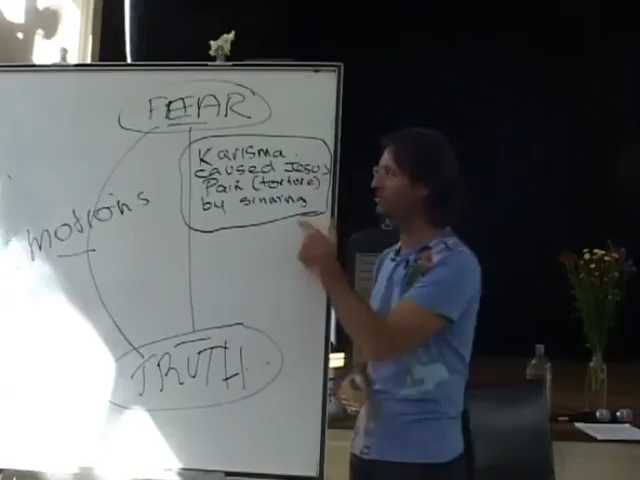 FEAR
Karisma.
caused Jesus
Pain (torture)
by sinning
motions
TRUTH